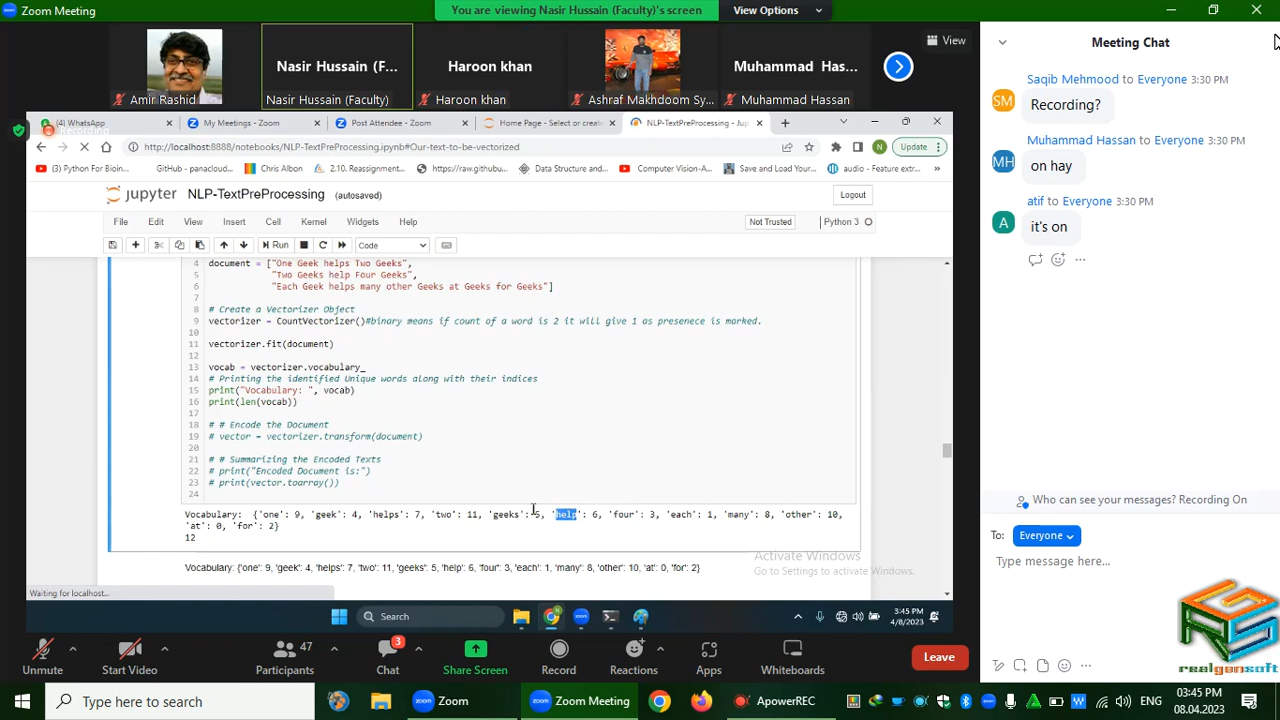 Zoom Meeting
You are viewing Nasir Hussain (Faculty)'s screen
View Options
Nasir Hussain (F...
Haroon khan
Muhammad Has...
View
Amir Rashid
Nasir Hussain (Faculty)
Haroon khan
Ashraf Makhdoom Sy...
Muhammad Hassan
Recording
(4) WhatsApp
My Meetings - Zoom
Post Attendee - Zoom
Home Page - Select or create
NLP-TextPreProcessing - Jup
http://localhost:8888/notebooks/NLP-TextPreProcessing.ipynb#Our-text-to-be-vectorized
Update
(3) Python For Bioin...
GitHub - panacloud...
Chris Albon
2.10. Reassignment...
https://raw.githubu...
Data Structure and...
Computer Vision-A...
Save and Load Your...
audio - Feature extr...
jupyter NLP-TextPreProcessing (autosaved)
Logout
File Edit View Insert Cell Kernel Widgets Help
Not Trusted
Python 3
Run
Code
4 document = ["One Geek helps Two Geeks",
5 "Two Geeks help Four Geeks",
6 "Each Geek helps many other Geeks at Geeks for Geeks"]
7
8 # Create a Vectorizer Object
9 vectorizer = CountVectorizer()#binary means if count of a word is 2 it will give 1 as presenece is marked.
10
11 vectorizer.fit(document)
12
13 vocab = vectorizer.vocabulary_
14 # Printing the identified Unique words along with their indices
15 print("Vocabulary: ", vocab)
16 print(len(vocab))
17
18 # # Encode the Document
19 # vector = vectorizer.transform(document)
20
21 # # Summarizing the Encoded Texts
22 # print("Encoded Document is:")
23 # print(vector.toarray())
24
Vocabulary: {'one': 9, 'geek': 4, 'helps': 7, 'two': 11, 'geeks': 5, 'help': 6, 'four': 3, 'each': 1, 'many': 8, 'other': 10,
'at': 0, 'for': 2}
12
Activate Windows
Vocabulary: {'one': 9, 'geek': 4, 'helps': 7, 'two': 11, 'geeks': 5, 'help': 6, 'four': 3, 'each': 1, 'many': 8, 'other': 10, 'at': 0, 'for': 2}
Go to Settings to activate Windows.
Waiting for localhost...
Search
3:45 PM
4/8/2023
Meeting Chat
Saqib Mehmood to Everyone 3:30 PM
SM
Recording?
Muhammad Hassan to Everyone 3:30 PM
MH
on hay
atif to Everyone 3:30 PM
A
it's on
Who can see your messages? Recording On
To: Everyone
Type message here...
realgensoft
47
3
Unmute
Start Video
Participants
Chat
Share Screen
Record
Reactions
Apps
Whiteboards
Leave
Type here to search
Zoom
Zoom Meeting
ApowerREC
ENG
03:45 PM
08.04.2023